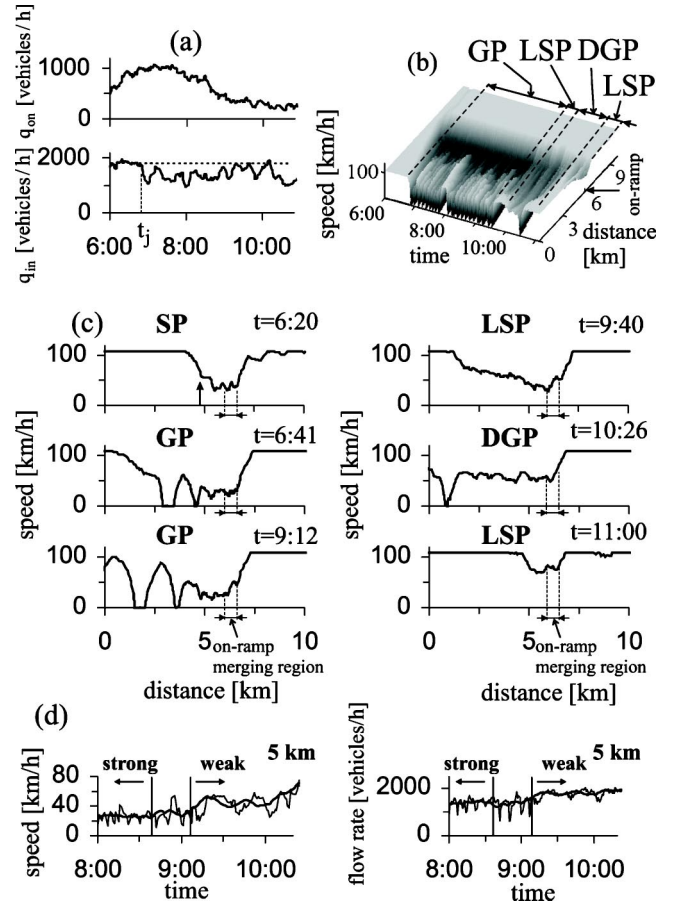 (a)
q_on [vehicles/h]
1000
0
q_in [vehicles/h]
2000
0
6:00 t_j 8:00 10:00
(b)
GP LSP DGP LSP
speed [km/h]
100
6:00
8:00
10:00
time
0
3
6
9
distance
[km]
on-ramp
(c)
SP t=6:20
100
0
GP t=6:41
100
0
GP t=9:12
100
0
0 5 10
on-ramp
merging region
distance [km]
speed [km/h]
LSP t=9:40
100
0
DGP t=10:26
100
0
LSP t=11:00
100
0
0 5 10
on-ramp
merging region
distance [km]
speed [km/h]
(d)
strong weak 5 km
speed [km/h]
80
40
0
8:00 9:00 10:00
time
strong weak 5 km
flow rate [vehicles/h]
2000
0
8:00 9:00 10:00
time